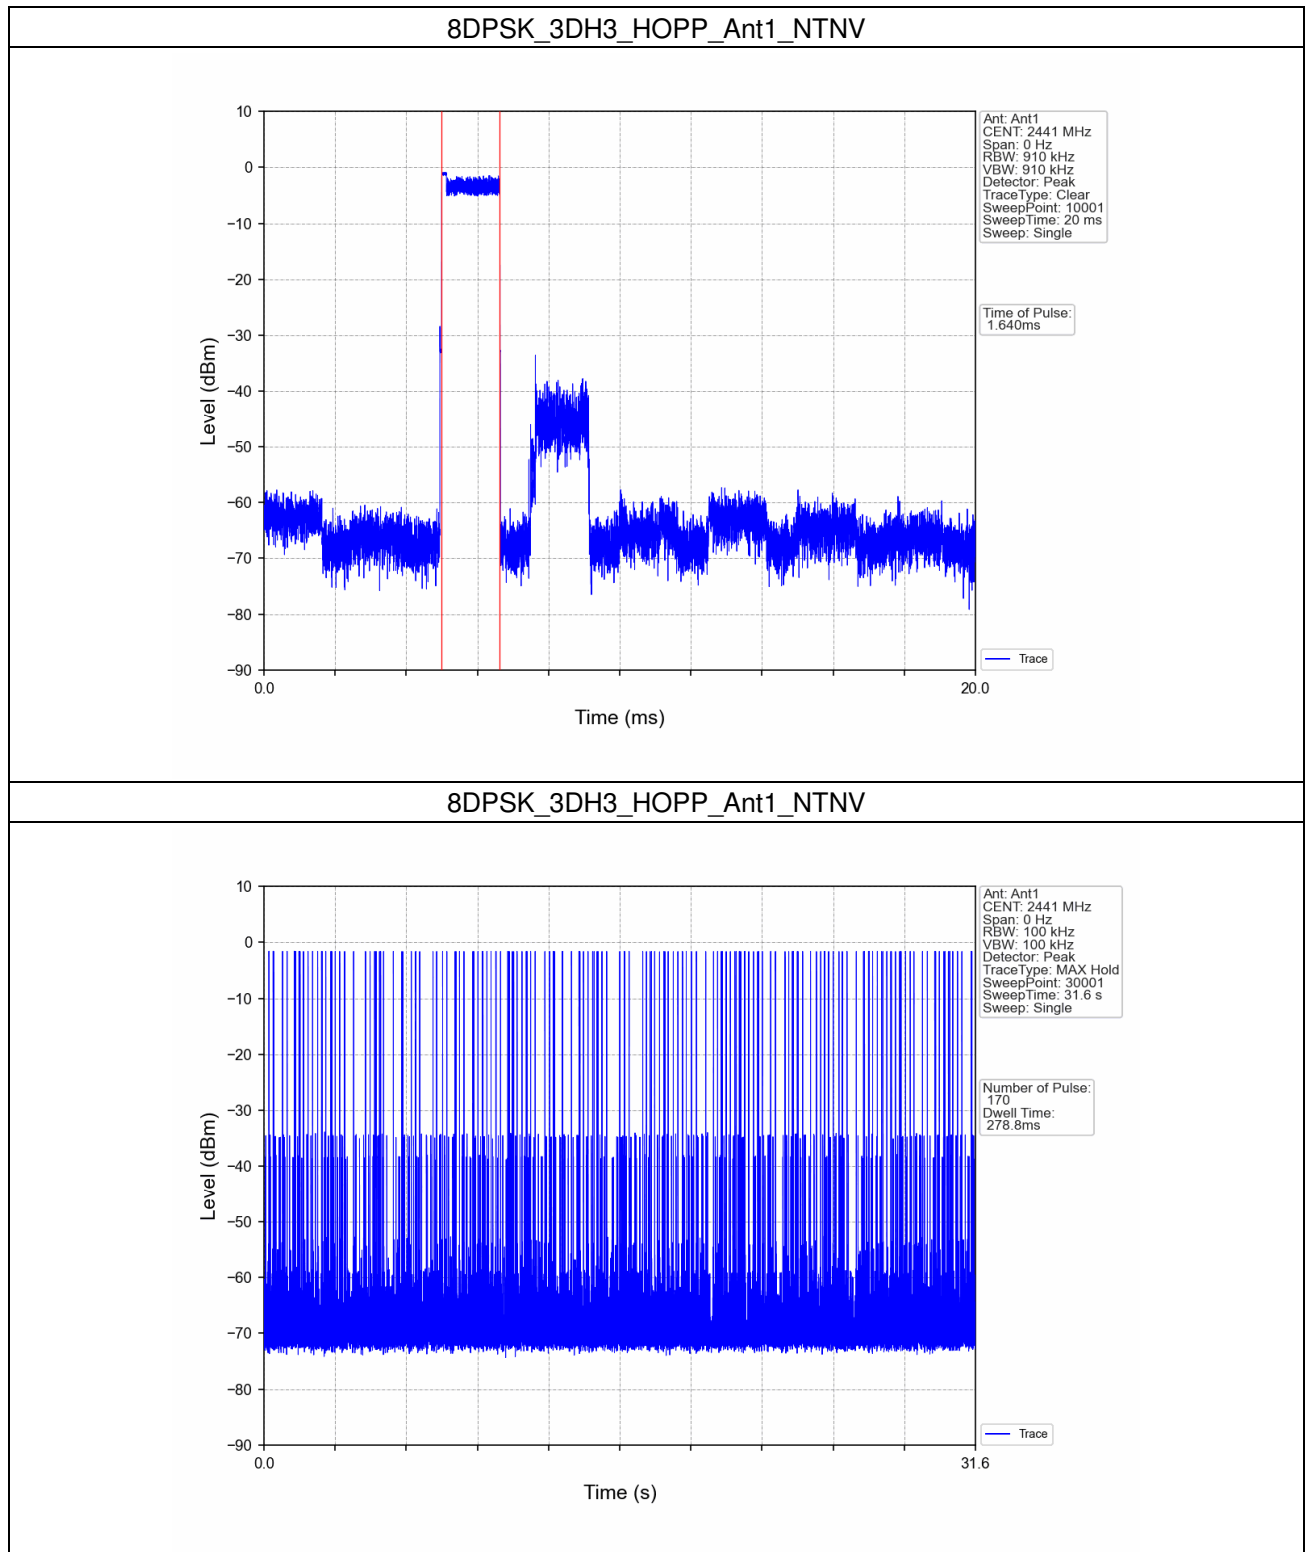 8DPSK_3DH3_HOPP_Ant1_NTNV
10
0
−10
−20
−30
−40
−50
−60
−70
−80
−90
Level (dBm)
0.0
20.0
Time (ms)
Ant: Ant1
CENT: 2441 MHz
Span: 0 Hz
RBW: 910 kHz
VBW: 910 kHz
Detector: Peak
TraceType: Clear
SweepPoint: 10001
SweepTime: 20 ms
Sweep: Single
Time of Pulse:
1.640ms
Trace
8DPSK_3DH3_HOPP_Ant1_NTNV
10
0
−10
−20
−30
−40
−50
−60
−70
−80
−90
Level (dBm)
0.0
31.6
Time (s)
Ant: Ant1
CENT: 2441 MHz
Span: 0 Hz
RBW: 100 kHz
VBW: 100 kHz
Detector: Peak
TraceType: MAX Hold
SweepPoint: 30001
SweepTime: 31.6 s
Sweep: Single
Number of Pulse:
170
Dwell Time:
278.8ms
Trace